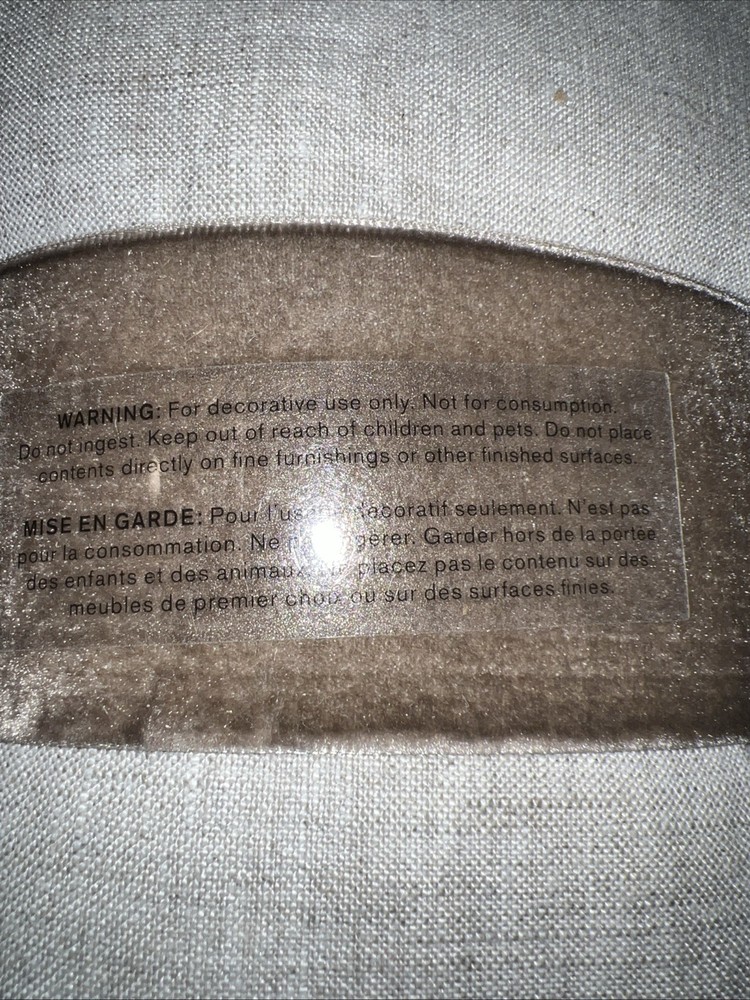 WARNING: For decorative use only. Not for consumption.
Do not ingest. Keep out of reach of children and pets. Do not place
contents directly on fine furnishings or other finished surfaces.
MISE EN GARDE: Pour l'usage décoratif seulement. N'est pas
pour la consommation. Ne pas ingérer. Garder hors de la portée
des enfants et des animaux. placez pas le contenu sur des
meubles de premier choix ou sur des surfaces finies.